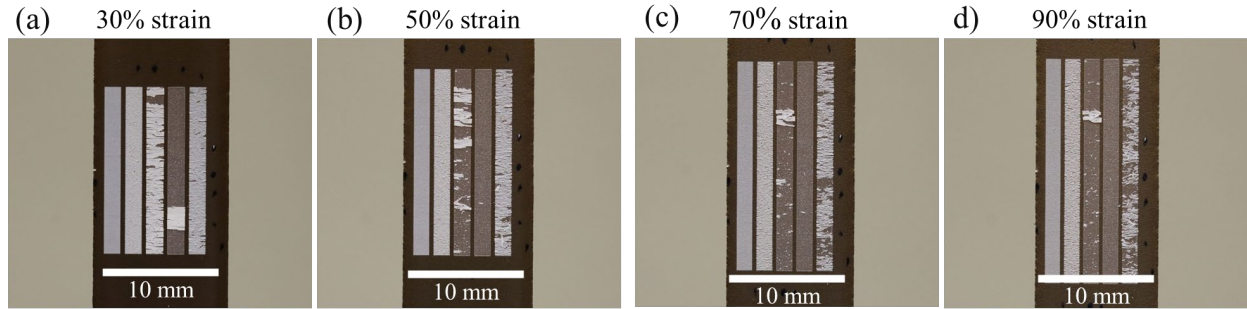 (a) 30% strain
(b) 50% strain
(c) 70% strain
d) 90% strain
10 mm
10 mm
10 mm
10 mm